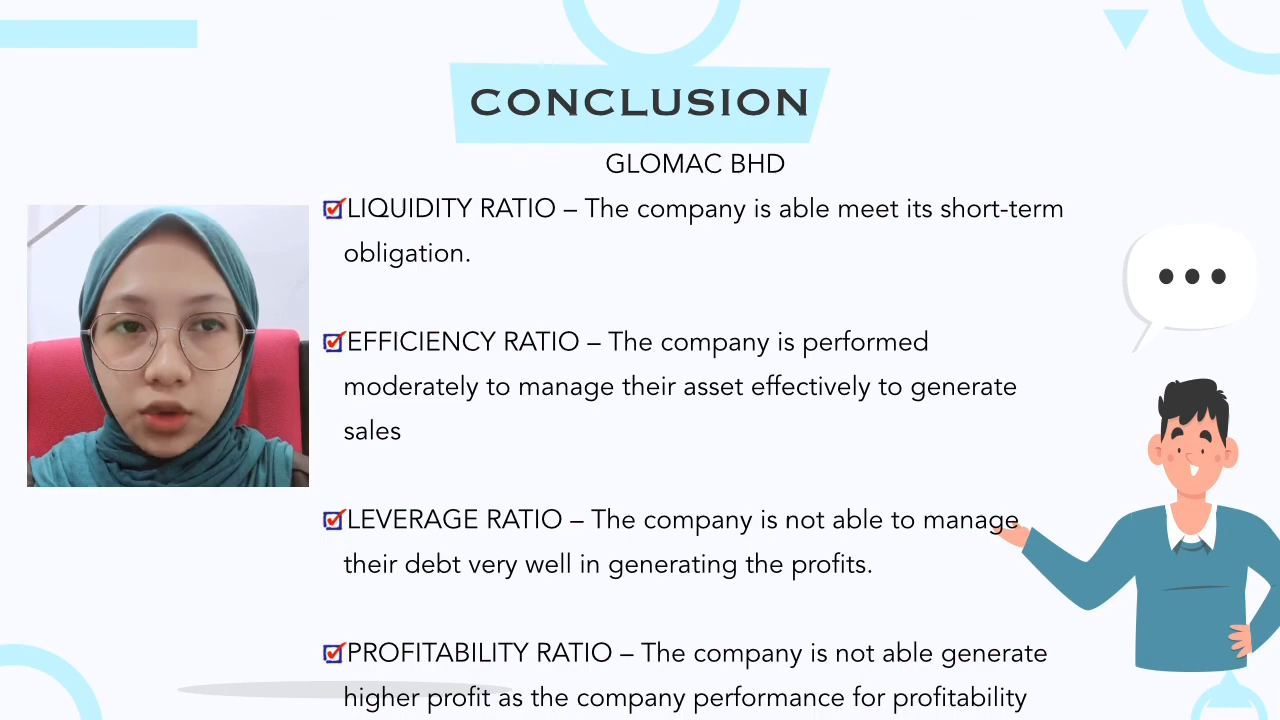 CONCLUSION
GLOMAC BHD
LIQUIDITY RATIO – The company is able meet its short-term
obligation.
EFFICIENCY RATIO – The company is performed
moderately to manage their asset effectively to generate
sales
LEVERAGE RATIO – The company is not able to manage
their debt very well in generating the profits.
PROFITABILITY RATIO – The company is not able generate
higher profit as the company performance for profitability